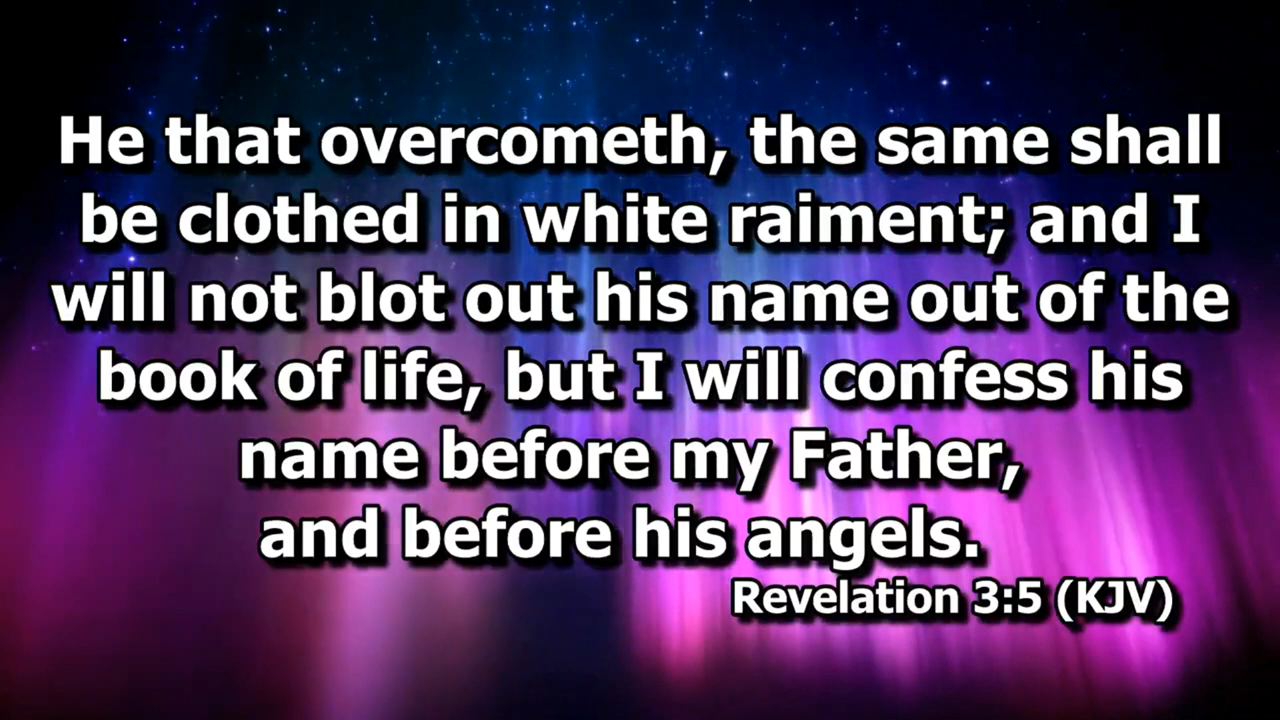 He that overcometh, the same shall
be clothed in white raiment; and I
will not blot out his name out of the
book of life, but I will confess his
name before my Father,
and before his angels.
Revelation 3:5 (KJV)